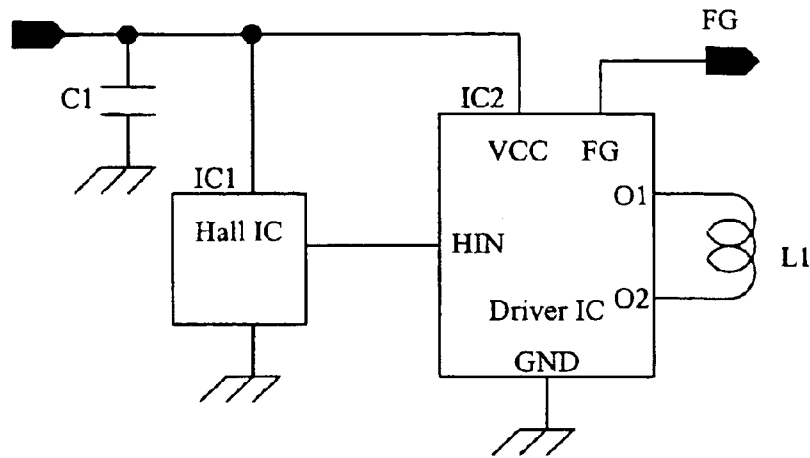 FG
C1
IC2
VCC FG
IC1
O1
Hall IC
HIN
L1
O2
Driver IC
GND